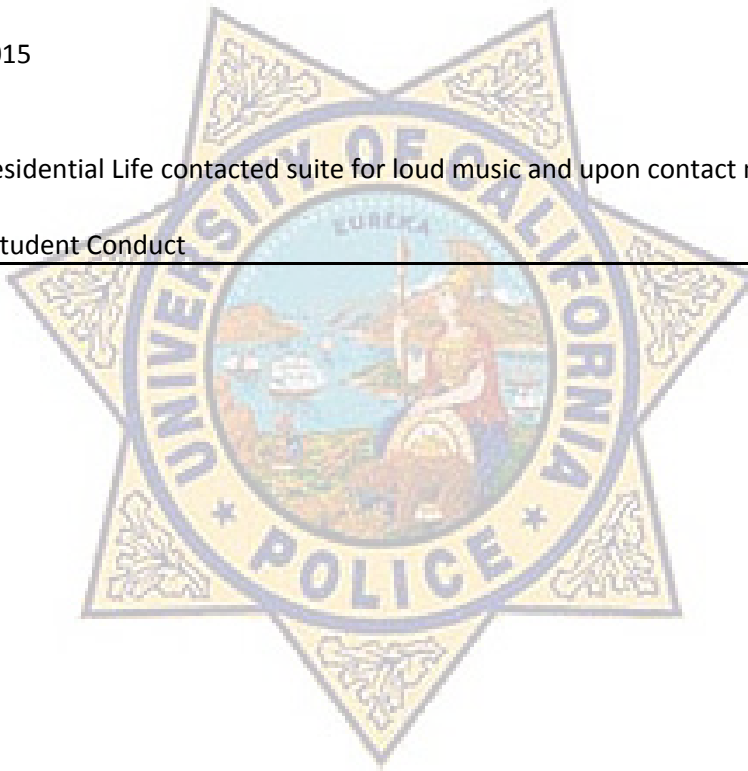 015
esidential Life contacted suite for loud music and upon contact
tudent Conduct
UNIVERSITY OF CALIFORNIA
EUREKA
POLICE